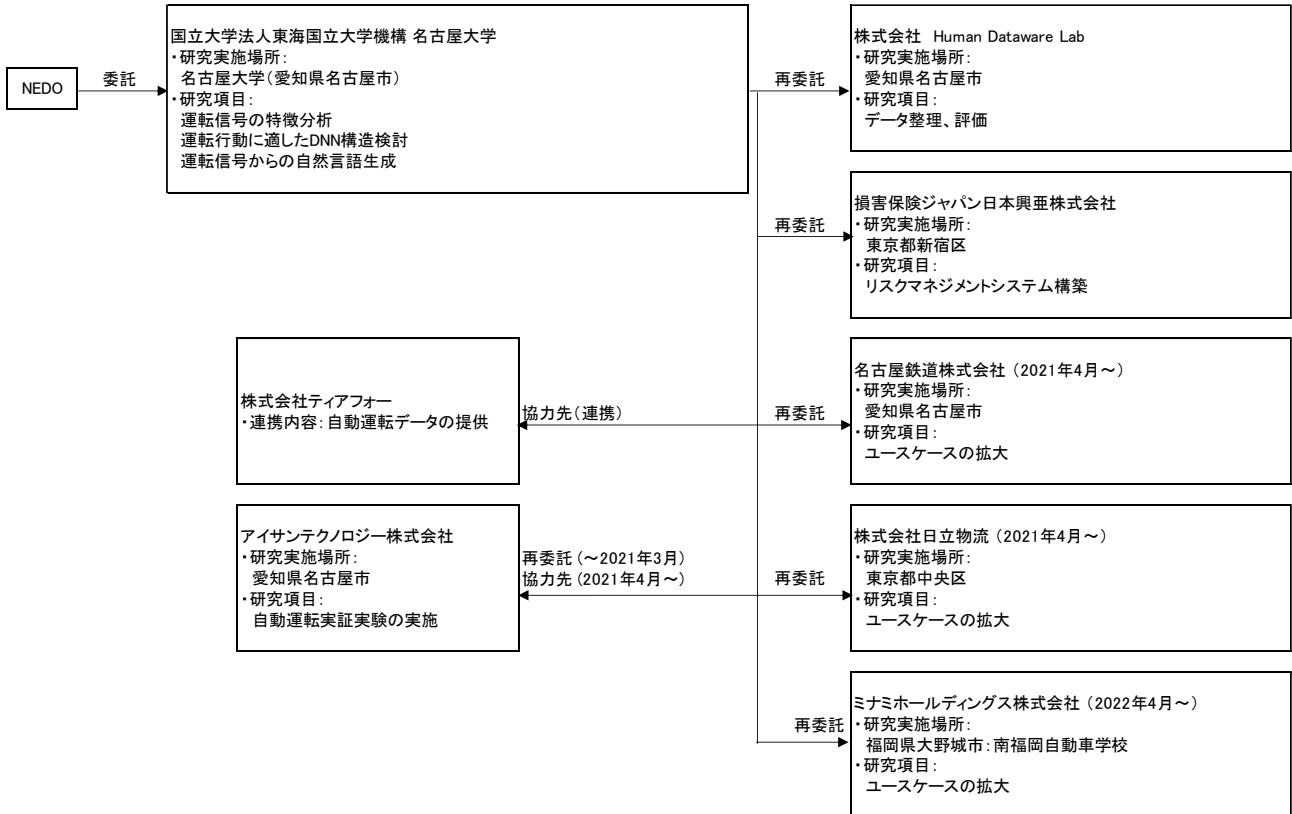 NEDO
委託
国立大学法人東海国立大学機構 名古屋大学
・研究実施場所：
名古屋大学（愛知県名古屋市）
・研究項目：
運転信号の特徴分析
運転行動に適したDNN構造検討
運転信号からの自然言語生成
再委託
株式会社　Human Dataware Lab
・研究実施場所：
愛知県名古屋市
・研究項目：
データ整理、評価
再委託
損害保険ジャパン日本興亜株式会社
・研究実施場所：
東京都新宿区
・研究項目：
リスクマネジメントシステム構築
株式会社ティアフォー
・連携内容：自動運転データの提供
協力先（連携）
再委託
名古屋鉄道株式会社（2021年4月～）
・研究実施場所：
愛知県名古屋市
・研究項目：
ユースケースの拡大
アイサンテクノロジー株式会社
・研究実施場所：
愛知県名古屋市
・研究項目：
自動運転実証実験の実施
再委託（～2021年3月）
協力先（2021年4月～）
再委託
株式会社日立物流（2021年4月～）
・研究実施場所：
東京都中央区
・研究項目：
ユースケースの拡大
再委託
ミナミホールディングス株式会社（2022年4月～）
・研究実施場所：
福岡県大野城市：南福岡自動車学校
・研究項目：
ユースケースの拡大